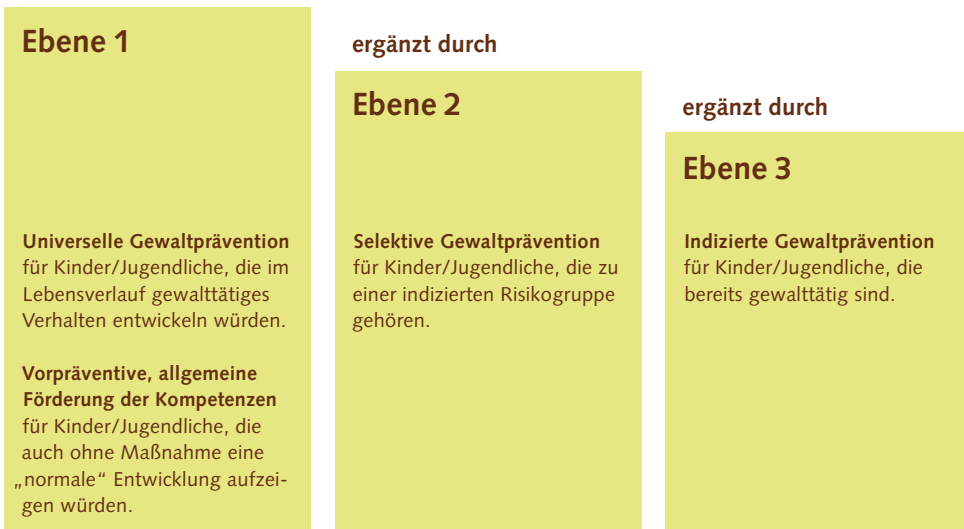 Ebene 1
Universelle Gewaltprävention
für Kinder/Jugendliche, die im
Lebensverlauf gewalttätiges
Verhalten entwickeln würden.
Vorpräventive, allgemeine
Förderung der Kompetenzen
für Kinder/Jugendliche, die
auch ohne Maßnahme eine
„normale“ Entwicklung aufzei-
gen würden.
ergänzt durch
Ebene 2
Selektive Gewaltprävention
für Kinder/Jugendliche, die zu
einer indizierten Risikogruppe
gehören.
ergänzt durch
Ebene 3
Indizierte Gewaltprävention
für Kinder/Jugendliche, die
bereits gewalttätig sind.